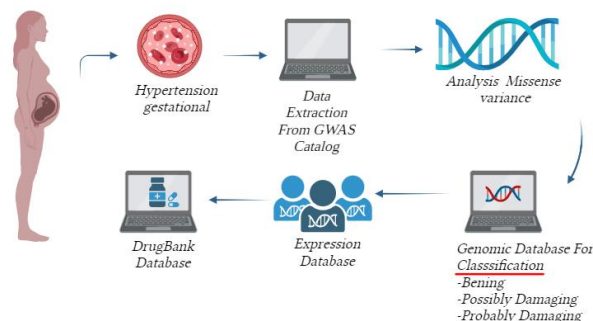 Hypertension
gestational
Data
Extraction
From GWAS
Catalog
Analysis Missense
variance
DrugBank
Database
Expression
Database
Genomic Database For
Classsification
-Bening
-Possibly Damaging
-Probably Damaging